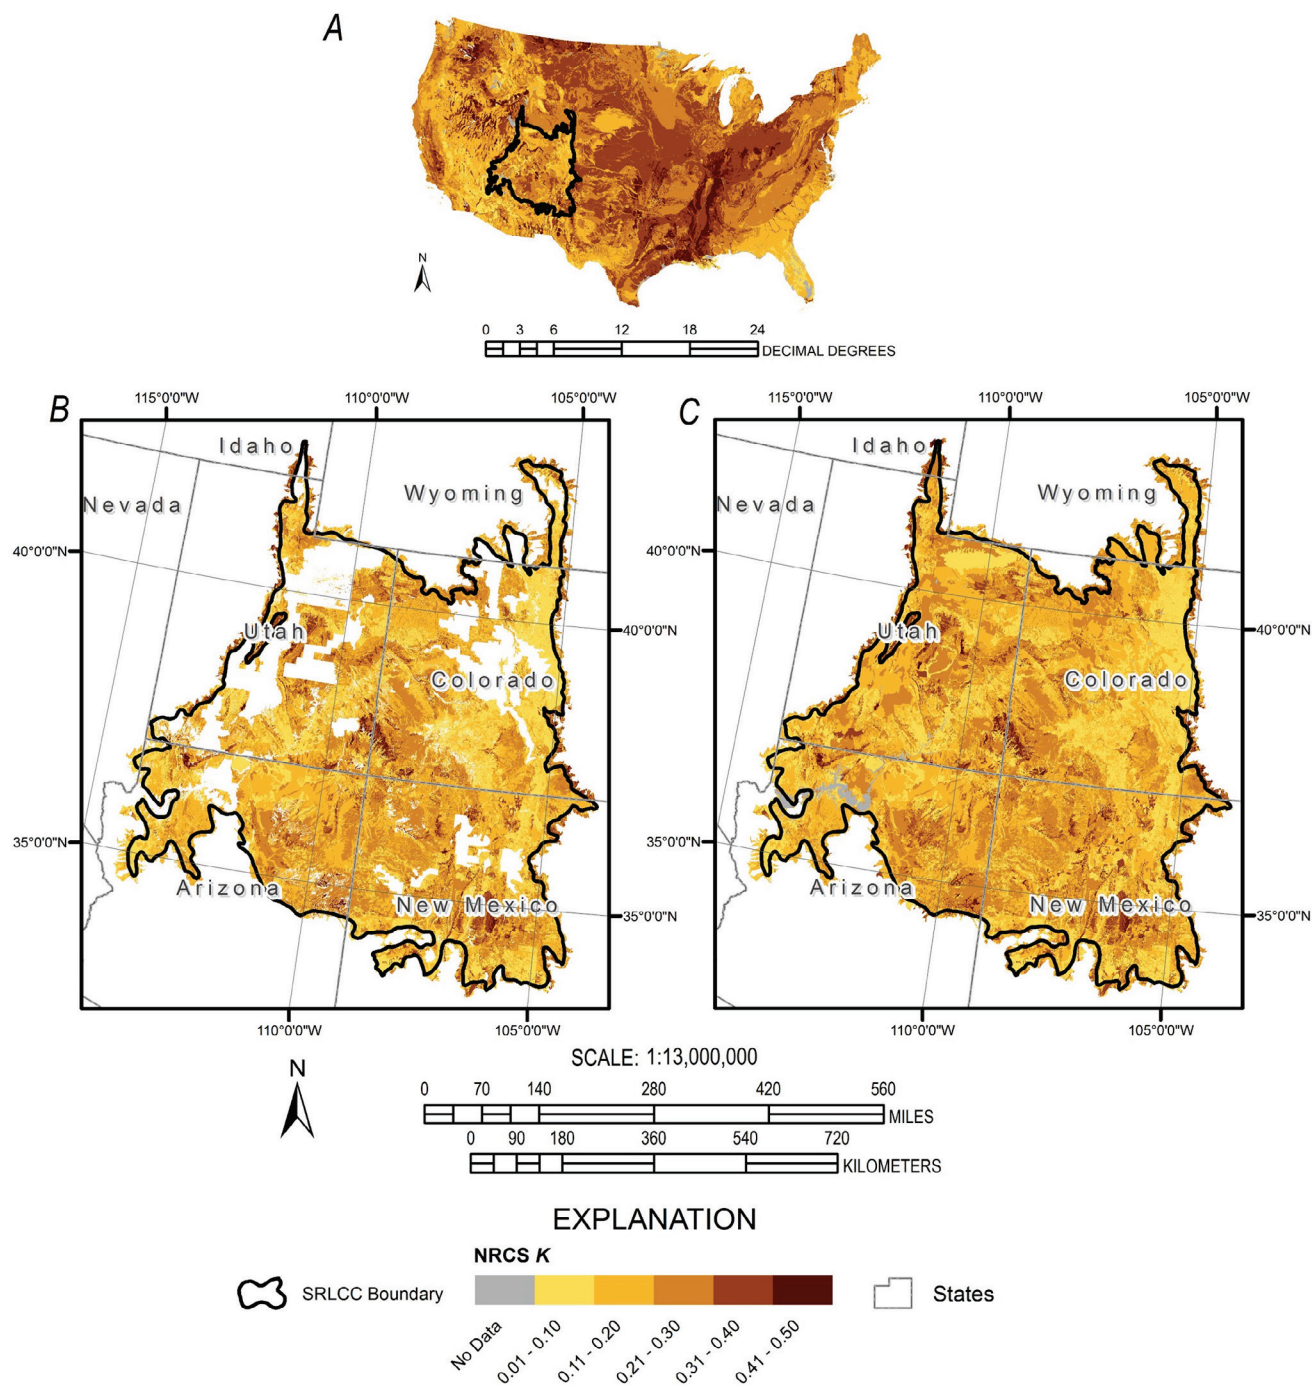 A
N
0 3 6 12 18 24
DECIMAL DEGREES
B
115°0'0"W 110°0'0"W 105°0'0"W
Idaho
Wyoming
Nevada
40°0'0"N
40°0'0"N
Utah
Colorado
35°0'0"N
Arizona
New Mexico
35°0'0"N
110°0'0"W 105°0'0"W
C
115°0'0"W 110°0'0"W 105°0'0"W
Idaho
Wyoming
Nevada
40°0'0"N
40°0'0"N
Utah
Colorado
35°0'0"N
Arizona
New Mexico
35°0'0"N
110°0'0"W 105°0'0"W
N
SCALE: 1:13,000,000
0 70 140 280 420 560
MILES
0 90 180 360 540 720
KILOMETERS
EXPLANATION
NRCS K
SRLCC Boundary
States
No Data
0.01 - 0.10
0.11 - 0.20
0.21 - 0.30
0.31 - 0.40
0.41 - 0.50